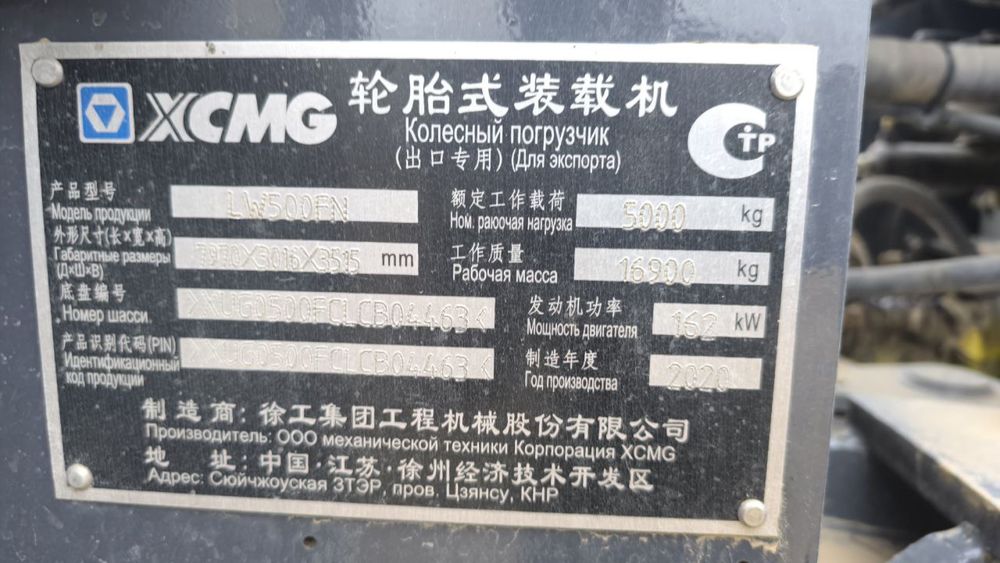 XCMG 轮胎式装载机
Колесный погрузчик
(出口专用) (Для экспорта)
СТР
产品型号
Модель продукции
LW500FN
额定工作载荷
Ном. раюочая нагрузка
5000 kg
外形尺寸(长×宽×高)
Габаритные размеры
(Д×Ш×В)
X3016X3515 mm
工作质量
Рабочая масса
16900 kg
底盘编号
Номер шасси.
XUG0500FCLCB04463
发动机功率
Мощность двигателя
162 kW
产品识别代码(PIN)
Идентификационный
код продукции
XUG0500FCLCB04463
制造年度
Год производства
2020
制造商: 徐工集团工程机械股份有限公司
Производитель: ООО механической техники Корпорация XCMG
地 址: 中国·江苏·徐州经济技术开发区
Адрес: Сюйчжоуская ЗТЭР, пров. Цзянсу, КНР